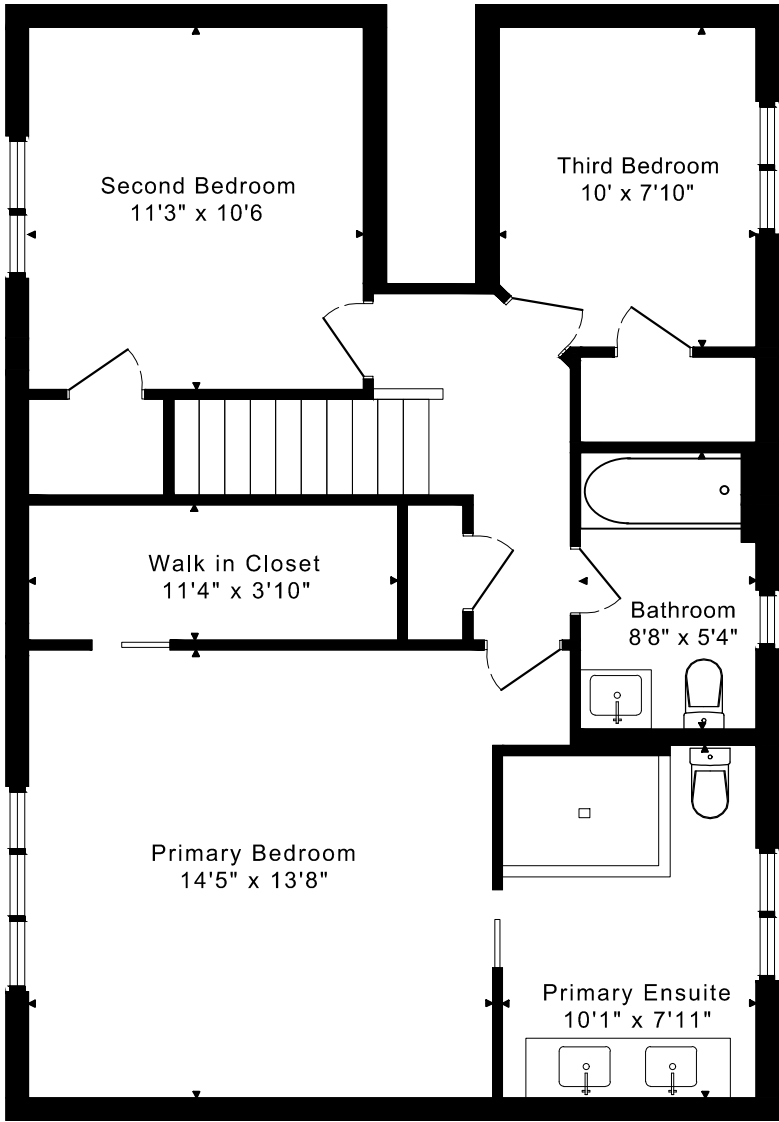 Second Bedroom
11'3" x 10'6
Third Bedroom
10' x 7'10"
Walk in Closet
11'4" x 3'10"
Bathroom
8'8" x 5'4"
Primary Bedroom
14'5" x 13'8"
Primary Ensuite
10'1" x 7'11"